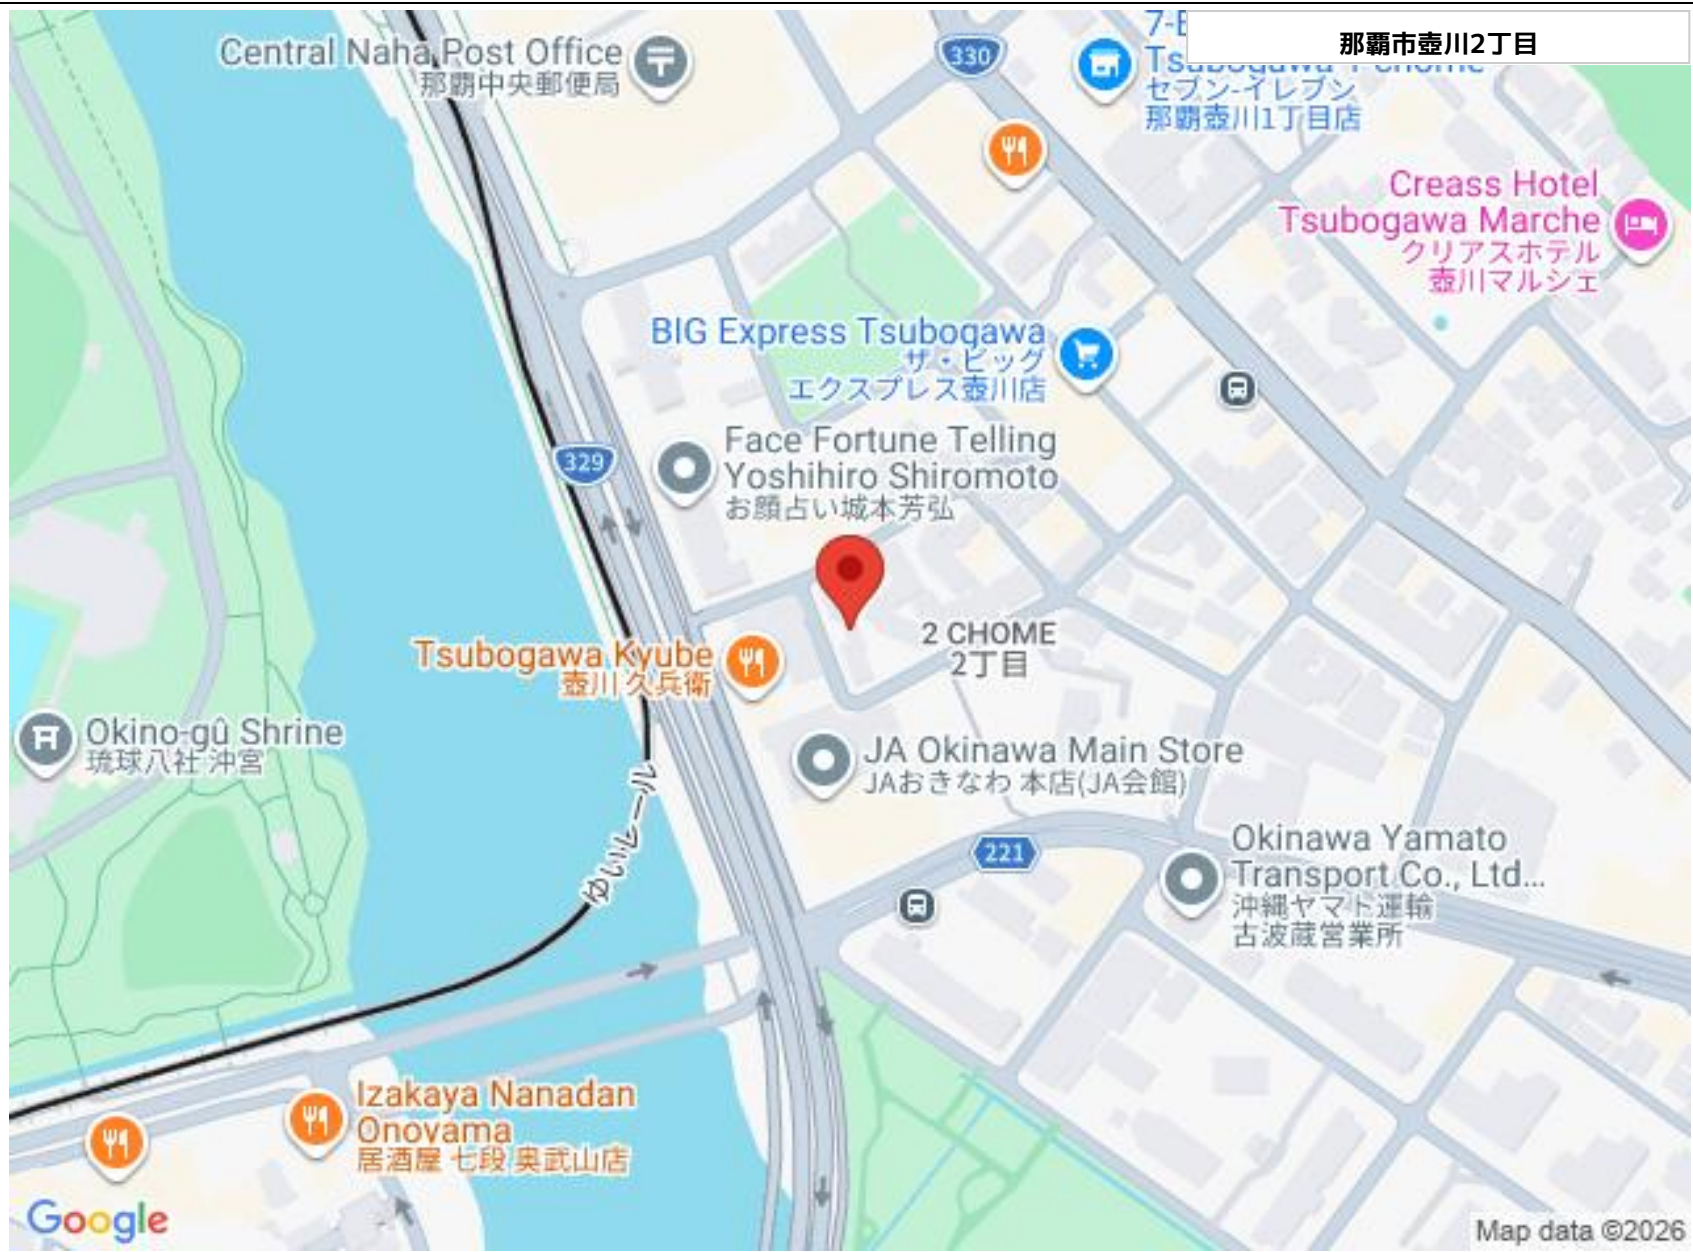 那覇市壺川2丁目
Central Naha Post Office
那覇中央郵便局
330
セブン-イレブン
那覇壺川1丁目店
Creass Hotel
Tsubogawa Marche
クリアスホテル
壺川マルシェ
BIG Express Tsubogawa
ザ・ビッグ
エクスプレス壺川店
Face Fortune Telling
Yoshihiro Shiromoto
お顔占い城本芳弘
329
2 CHOME
2丁目
Tsubogawa Kyube
壺川 久兵衛
Okino-gû Shrine
琉球八社 沖宮
JA Okinawa Main Store
JAおきなわ 本店(JA会館)
ゆいレール
221
Okinawa Yamato
Transport Co., Ltd...
沖縄ヤマト運輸
古波蔵営業所
Izakaya Nanadan
Onoyama
居酒屋 七段 奥武山店
Google
Map data ©2026